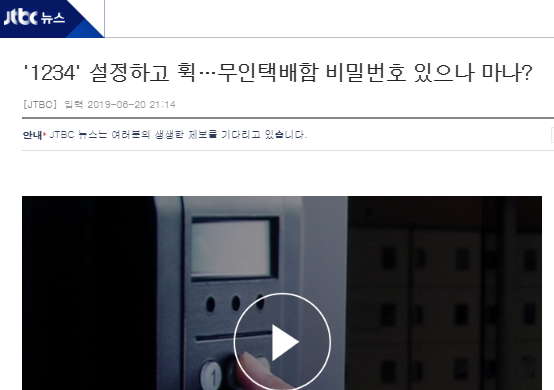 jtbc 뉴스
'1234' 설정하고 휙…무인택배함 비밀번호 있으나 마나?
[JTBC] 입력 2019-06-20 21:14
안내 JTBC 뉴스는 여러분의 생생한 제보를 기다리고 있습니다.
1